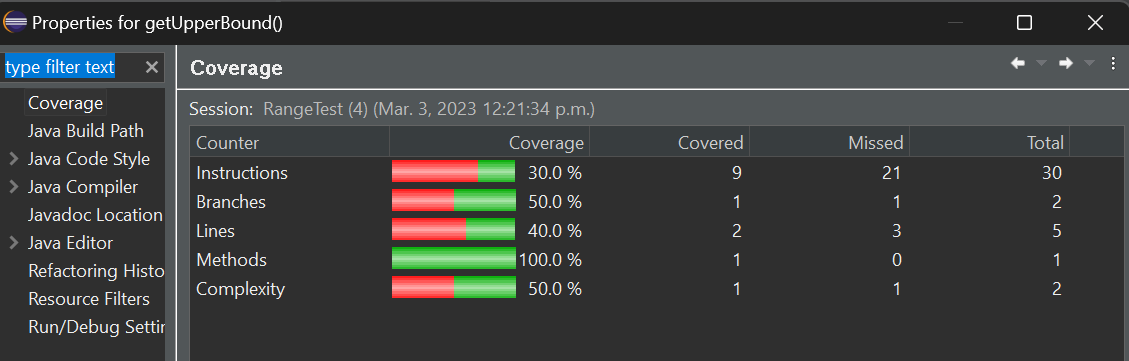 Properties for getUpperBound()
type filter text
Coverage
Java Build Path
Java Code Style
Java Compiler
Javadoc Location
Java Editor
Refactoring Histo
Resource Filters
Run/Debug Settin
Coverage
Session: RangeTest (4) (Mar. 3, 2023 12:21:34 p.m.)
Counter Coverage Covered Missed Total
Instructions 30.0 % 9 21 30
Branches 50.0 % 1 1 2
Lines 40.0 % 2 3 5
Methods 100.0 % 1 0 1
Complexity 50.0 % 1 1 2